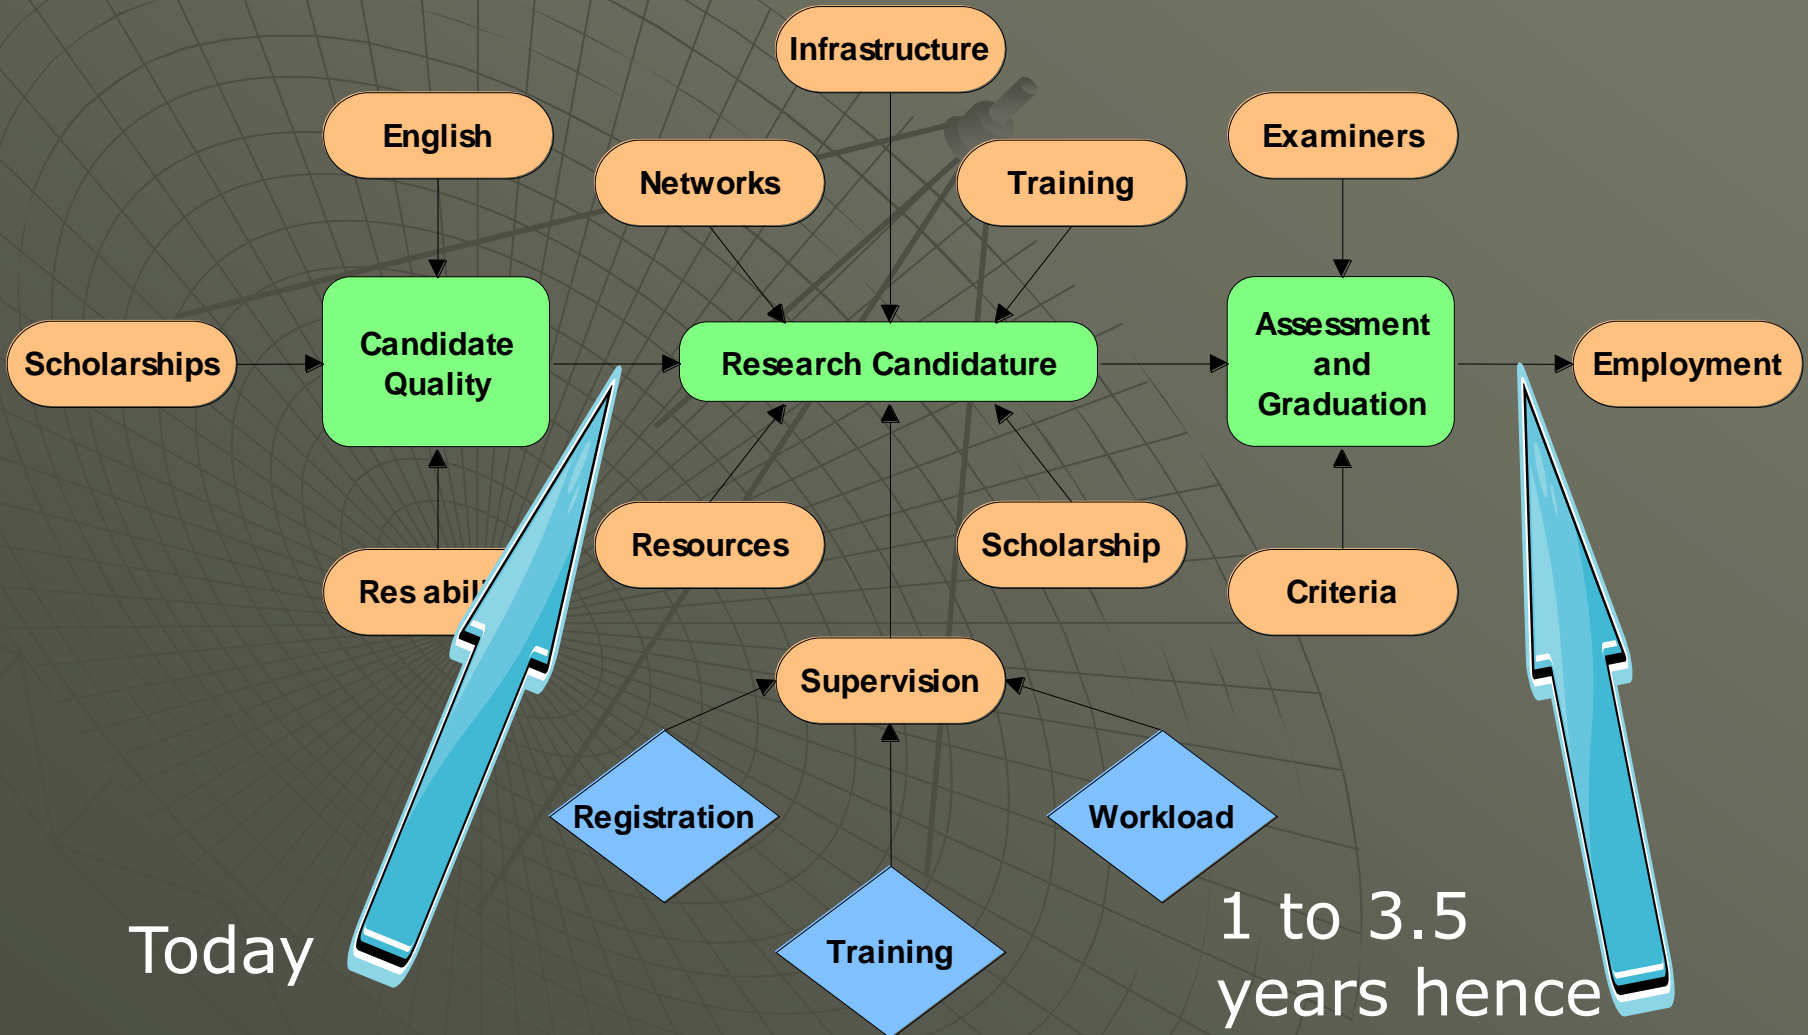 Infrastructure
English
Examiners
Networks
Training
Scholarships
Candidate
Quality
Research Candidature
Assessment
and
Graduation
Employment
Resources
Scholarship
Res
Criteria
Supervision
Registration
Workload
Training
Today
1 to 3.5
years hence